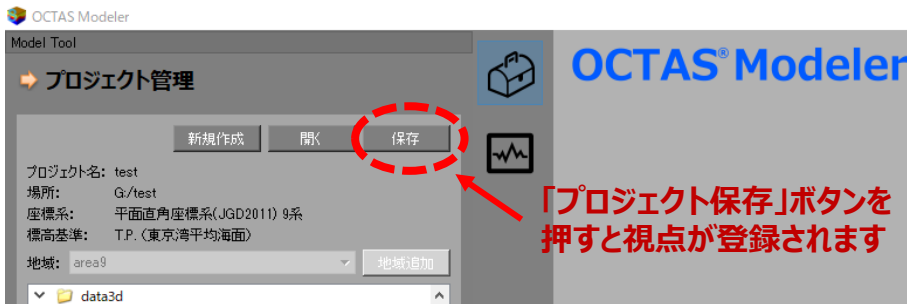 OCTAS Modeler
Model Tool
プロジェクト管理
新規作成 開く 保存
プロジェクト名: test
場所: G:/test
座標系: 平面直角座標系(JGD2011) 9系
標高基準: T.P.(東京湾平均海面)
地域: area9 地域追加
data3d
OCTAS® Modeler
「プロジェクト保存」ボタンを
押すと視点が登録されます